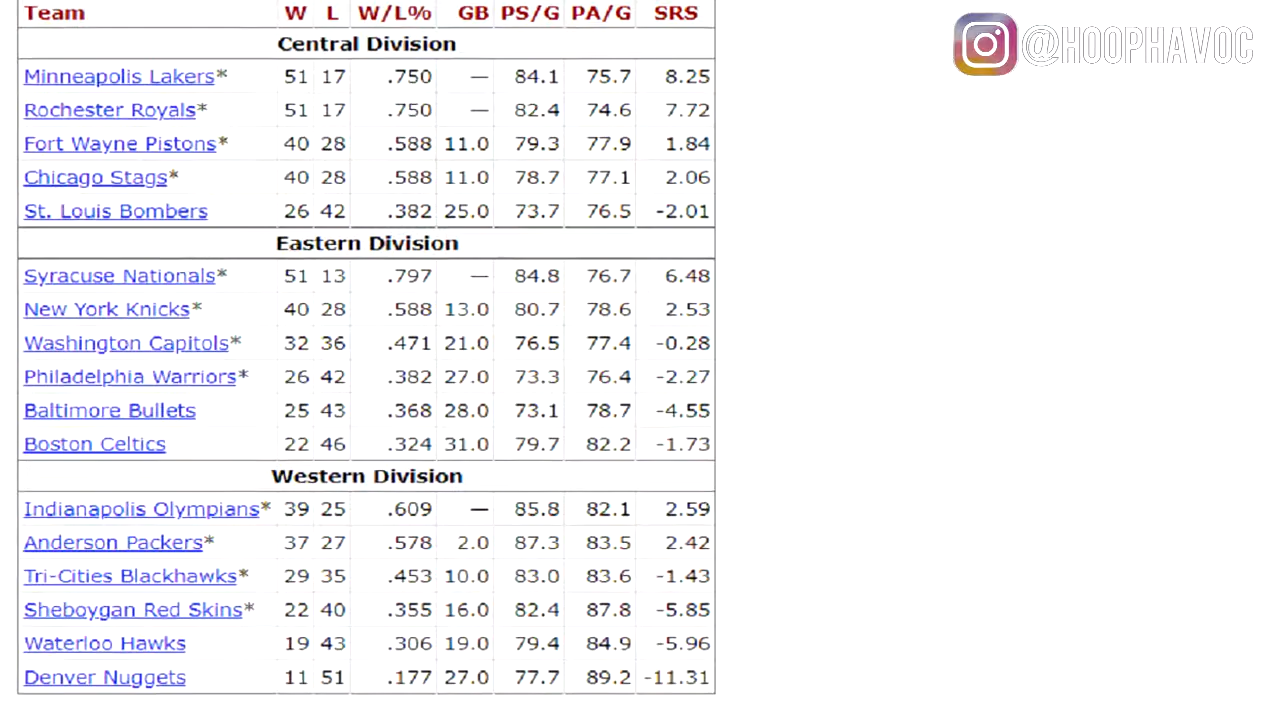 Team W L W/L% GB PS/G PA/G SRS
@HOOPHAVOC
Central Division
Minneapolis Lakers* 51 17 .750 — 84.1 75.7 8.25
Rochester Royals* 51 17 .750 — 82.4 74.6 7.72
Fort Wayne Pistons* 40 28 .588 11.0 79.3 77.9 1.84
Chicago Stags* 40 28 .588 11.0 78.7 77.1 2.06
St. Louis Bombers 26 42 .382 25.0 73.7 76.5 -2.01
Eastern Division
Syracuse Nationals* 51 13 .797 — 84.8 76.7 6.48
New York Knicks* 40 28 .588 13.0 80.7 78.6 2.53
Washington Capitols* 32 36 .471 21.0 76.5 77.4 -0.28
Philadelphia Warriors* 26 42 .382 27.0 73.3 76.4 -2.27
Baltimore Bullets 25 43 .368 28.0 73.1 78.7 -4.55
Boston Celtics 22 46 .324 31.0 79.7 82.2 -1.73
Western Division
Indianapolis Olympians* 39 25 .609 — 85.8 82.1 2.59
Anderson Packers* 37 27 .578 2.0 87.3 83.5 2.42
Tri-Cities Blackhawks* 29 35 .453 10.0 83.0 83.6 -1.43
Sheboygan Red Skins* 22 40 .355 16.0 82.4 87.8 -5.85
Waterloo Hawks 19 43 .306 19.0 79.4 84.9 -5.96
Denver Nuggets 11 51 .177 27.0 77.7 89.2 -11.31